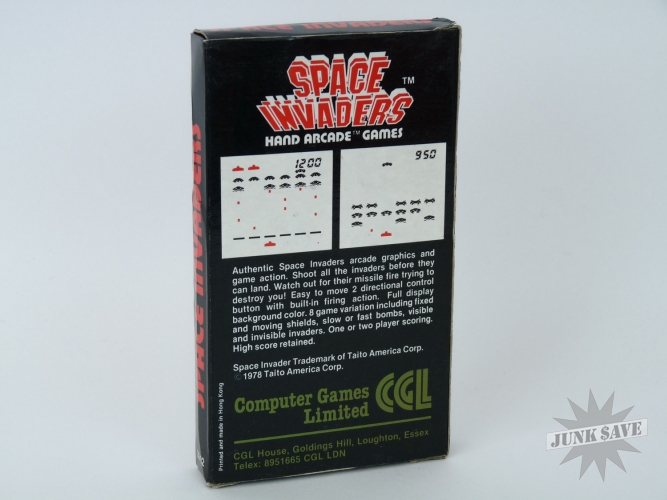 SPACE
INVADERS ™
HAND ARCADE™ GAMES
1200
950
Authentic Space Invaders arcade graphics and
game action. Shoot all the invaders before they
can land. Watch out for their missile fire trying to
destroy you! Easy to move 2 directional control
button with built-in firing action. Full display
background color. 8 game variation including fixed
and moving shields, slow or fast bombs, visible
and invisible invaders. One or two player scoring.
High score retained.
Space Invader Trademark of Taito America Corp.
© 1978 Taito America Corp.
Computer Games
Limited
CGL
CGL House, Goldings Hill, Loughton, Essex
Telex: 8951665 CGL LDN
Printed and made in Hong Kong
SPACE INVADERS
JUNK SAVE